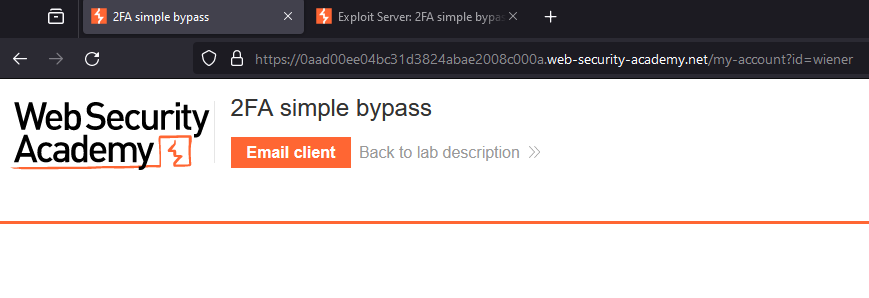 2FA simple bypass
Exploit Server: 2FA simple bypas
https://0aad00ee04bc31d3824abae2008c000a.web-security-academy.net/my-account?id=wiener
Web Security
Academy
2FA simple bypass
Email client
Back to lab description